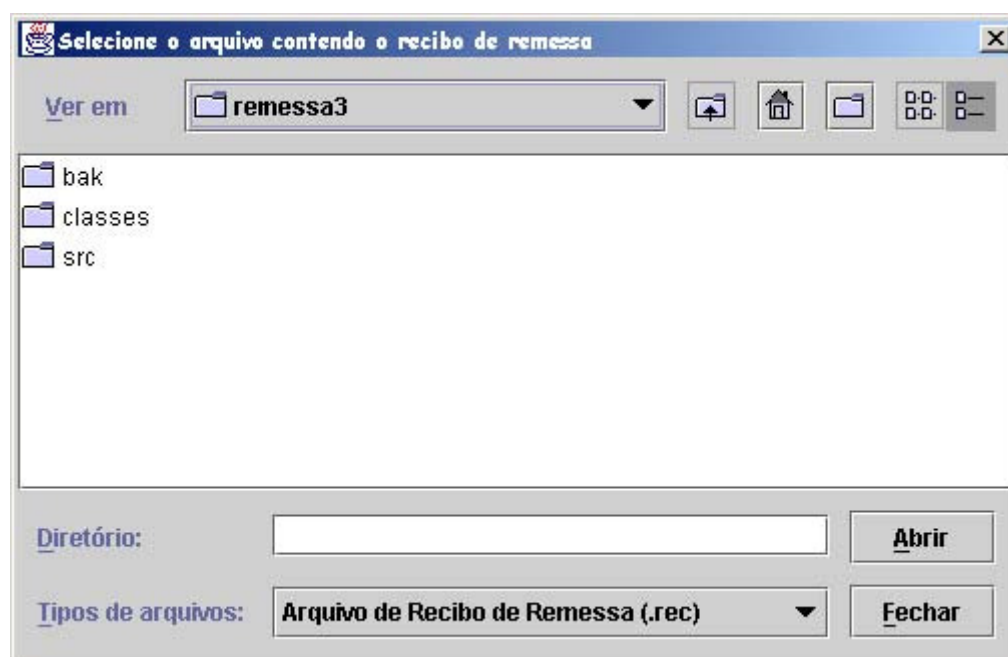 Selecione o arquivo contendo o recibo de remessa
Ver em
remessa3
bak
classes
src
Diretório:
Abrir
Tipos de arquivos:
Arquivo de Recibo de Remessa (.rec)
Fechar